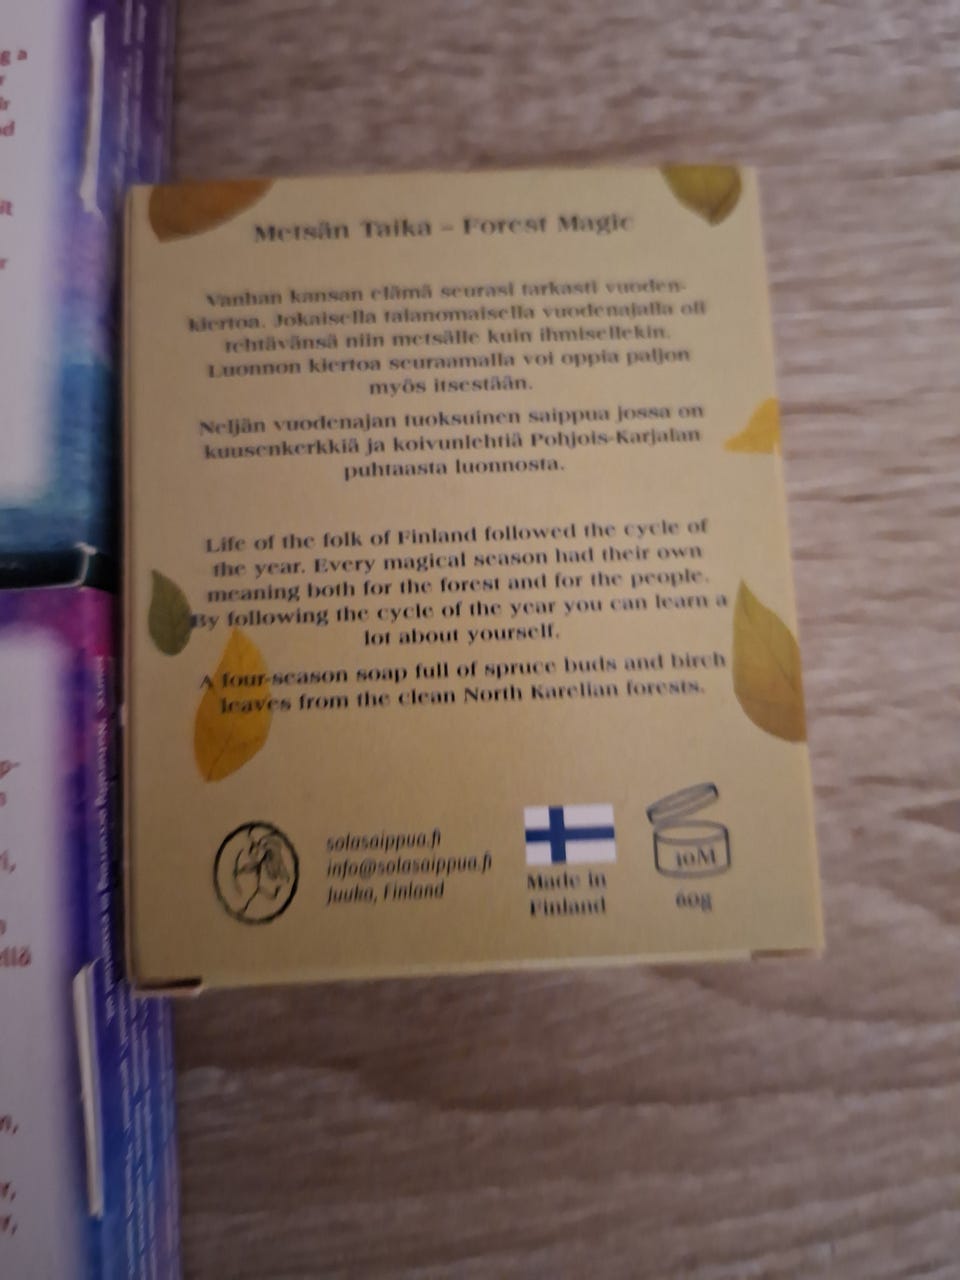 Metsän Taika – Forest Magic
Vanhan kansan elämä seurasi tarkasti vuoden-
kiertoa. Jokaisella taianomaisella vuodenajalla oli
tehtävänsä niin metsälle kuin ihmisellekin.
Luonnon kiertoa seuraamalla voi oppia paljon
myös itsestään.
Neljän vuodenajan tuoksuinen saippua jossa on
kuusenkerkkiä ja koivunlehtiä Pohjois-Karjalan
puhtaasta luonnosta.
Life of the folk of Finland followed the cycle of
the year. Every magical season had their own
meaning both for the forest and for the people.
By following the cycle of the year you can learn a
lot about yourself.
A four-season soap full of spruce buds and birch
leaves from the clean North Karelian forests.
solasaippua.fi
info@solasaippua.fi
Juuka, Finland
Made in
Finland
10M
60g